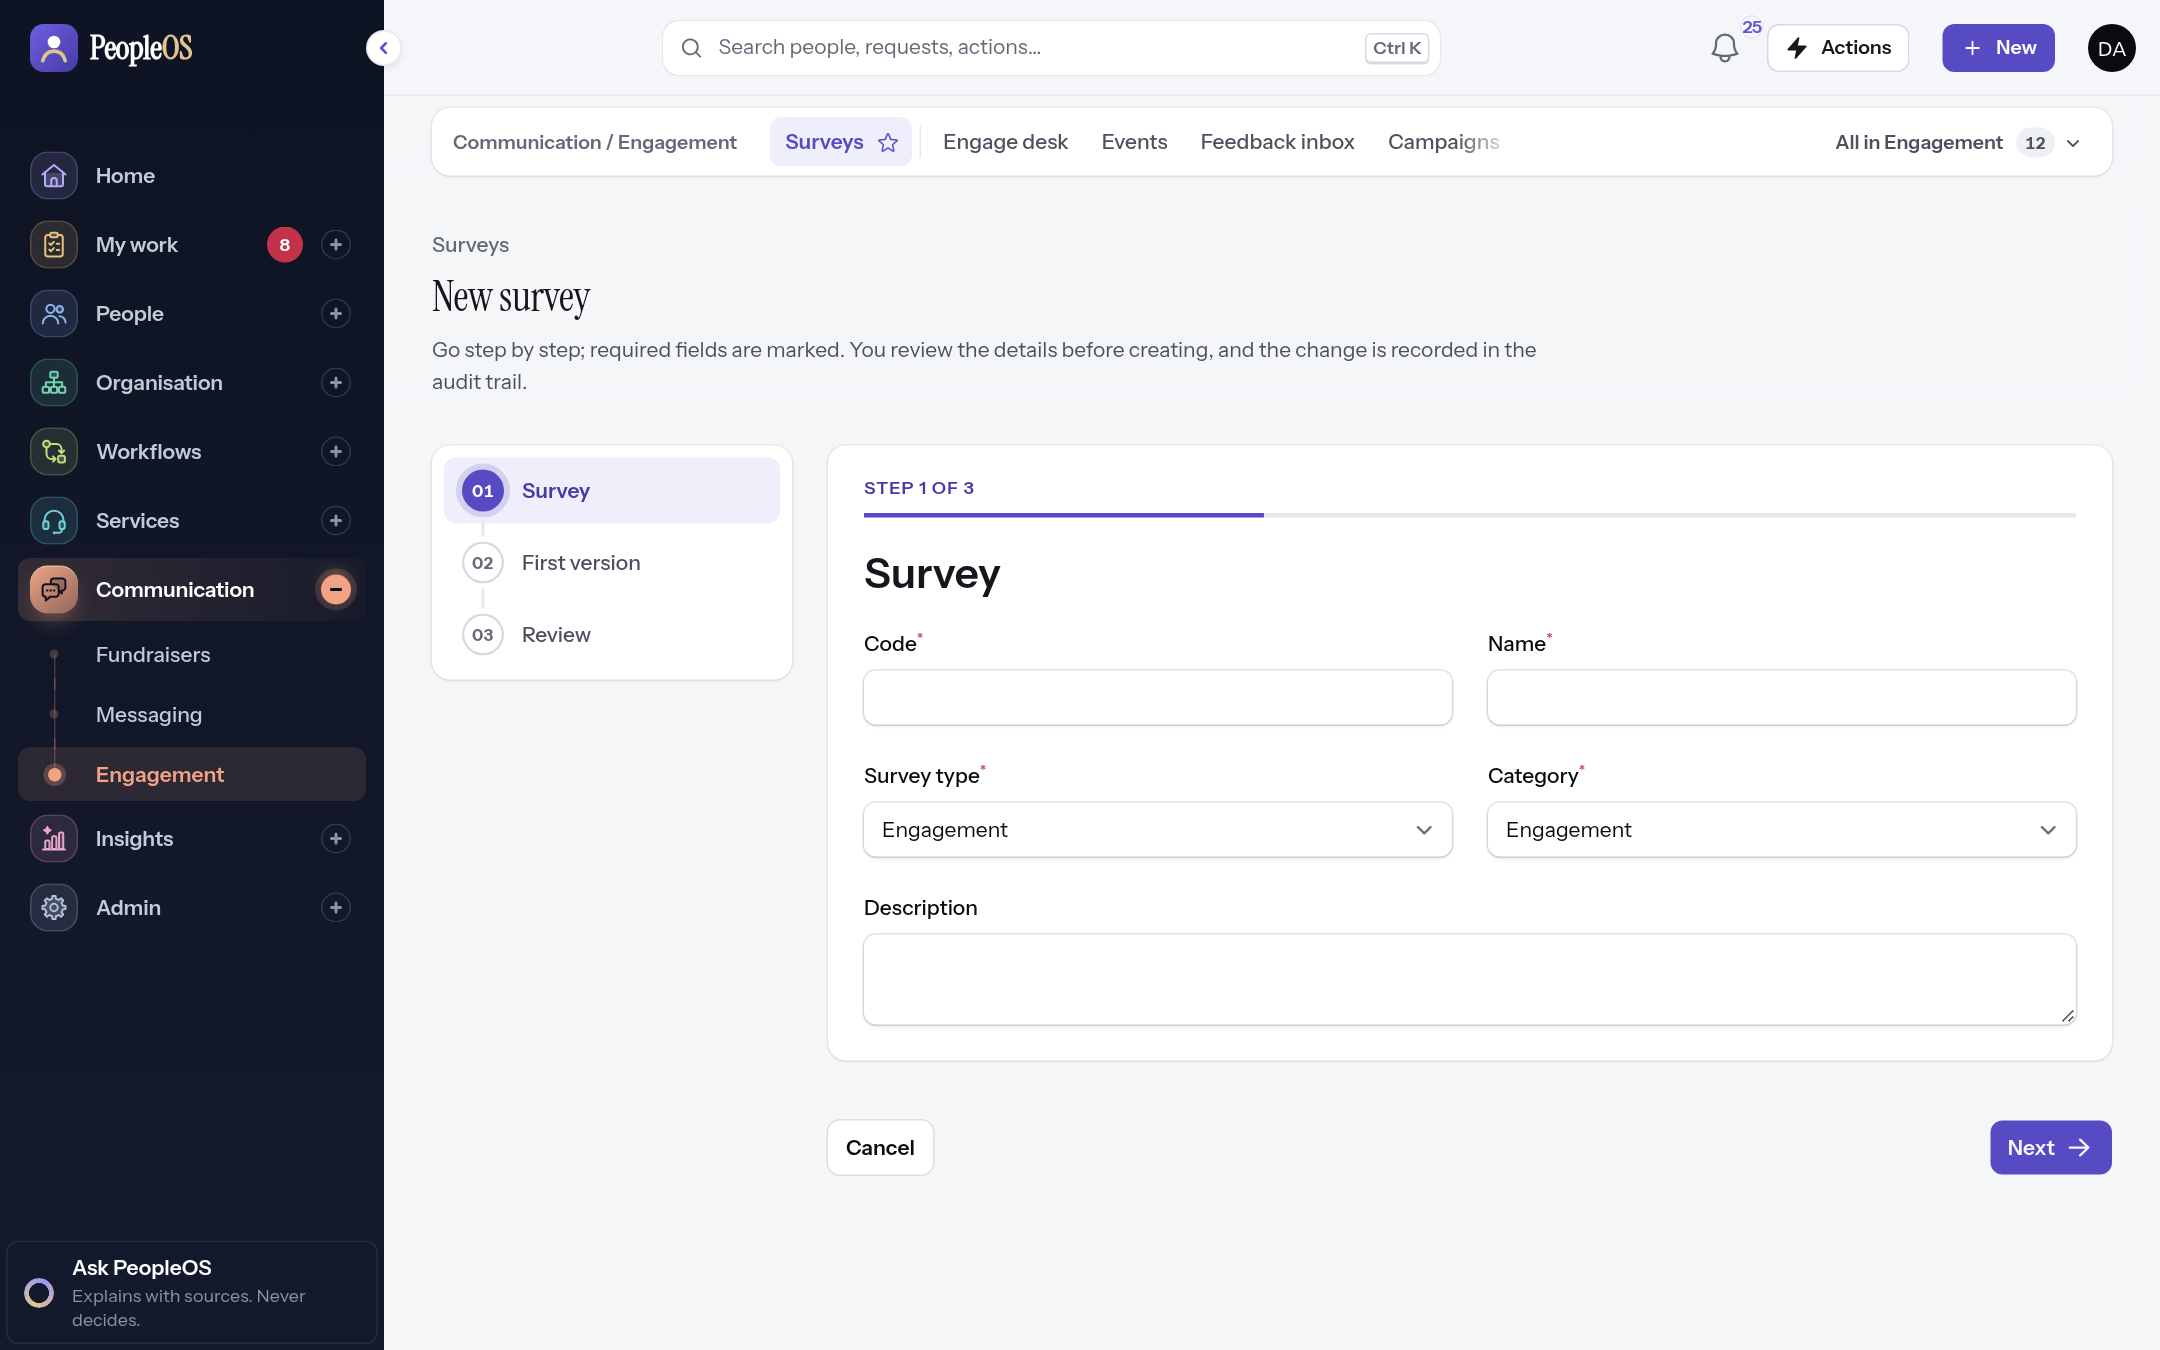 PeopleOS
Search people, requests, actions...
Ctrl K
25
Actions
New
DA
Home
My work
8
People
Organisation
Workflows
Services
Communication
Fundraisers
Messaging
Engagement
Insights
Admin
Ask PeopleOS
Explains with sources. Never
decides.
Communication / Engagement
Surveys
Engage desk
Events
Feedback inbox
Campaigns
All in Engagement
12
Surveys
New survey
Go step by step; required fields are marked. You review the details before creating, and the change is recorded in the
audit trail.
01
Survey
02
First version
03
Review
STEP 1 OF 3
Survey
Code*
Name*
Survey type*
Category*
Engagement
Engagement
Description
Cancel
Next